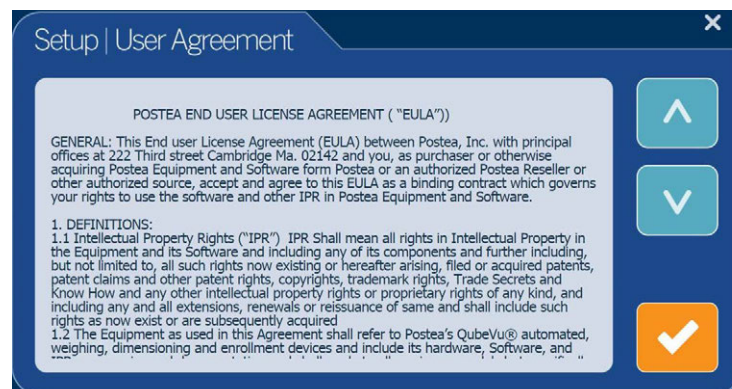 Setup | User Agreement
POSTEA END USER LICENSE AGREEMENT ( “EULA”))
GENERAL: This End user License Agreement (EULA) between Postea, Inc. with principal
offices at 222 Third street Cambridge Ma. 02142 and you, as purchaser or otherwise
acquiring Postea Equipment and Software form Postea or an authorized Postea Reseller or
other authorized source, accept and agree to this EULA as a binding contract which governs
your rights to use the software and other IPR in Postea Equipment and Software.
1. DEFINITIONS:
1.1 Intellectual Property Rights (“IPR”) IPR Shall mean all rights in Intellectual Property in
the Equipment and its Software and including any of its components and further including,
but not limited to, all such rights now existing or hereafter arising, filed or acquired patents,
patent claims and other patent rights, copyrights, trademark rights, Trade Secrets and
Know How and any other intellectual property rights or proprietary rights of any kind, and
including any and all extensions, renewals or reissuance of same and shall include such
rights as now exist or are subsequently acquired
1.2 The Equipment as used in this Agreement shall refer to Postea’s QubeVu® automated,
weighing, dimensioning and enrollment devices and include its hardware, Software, and